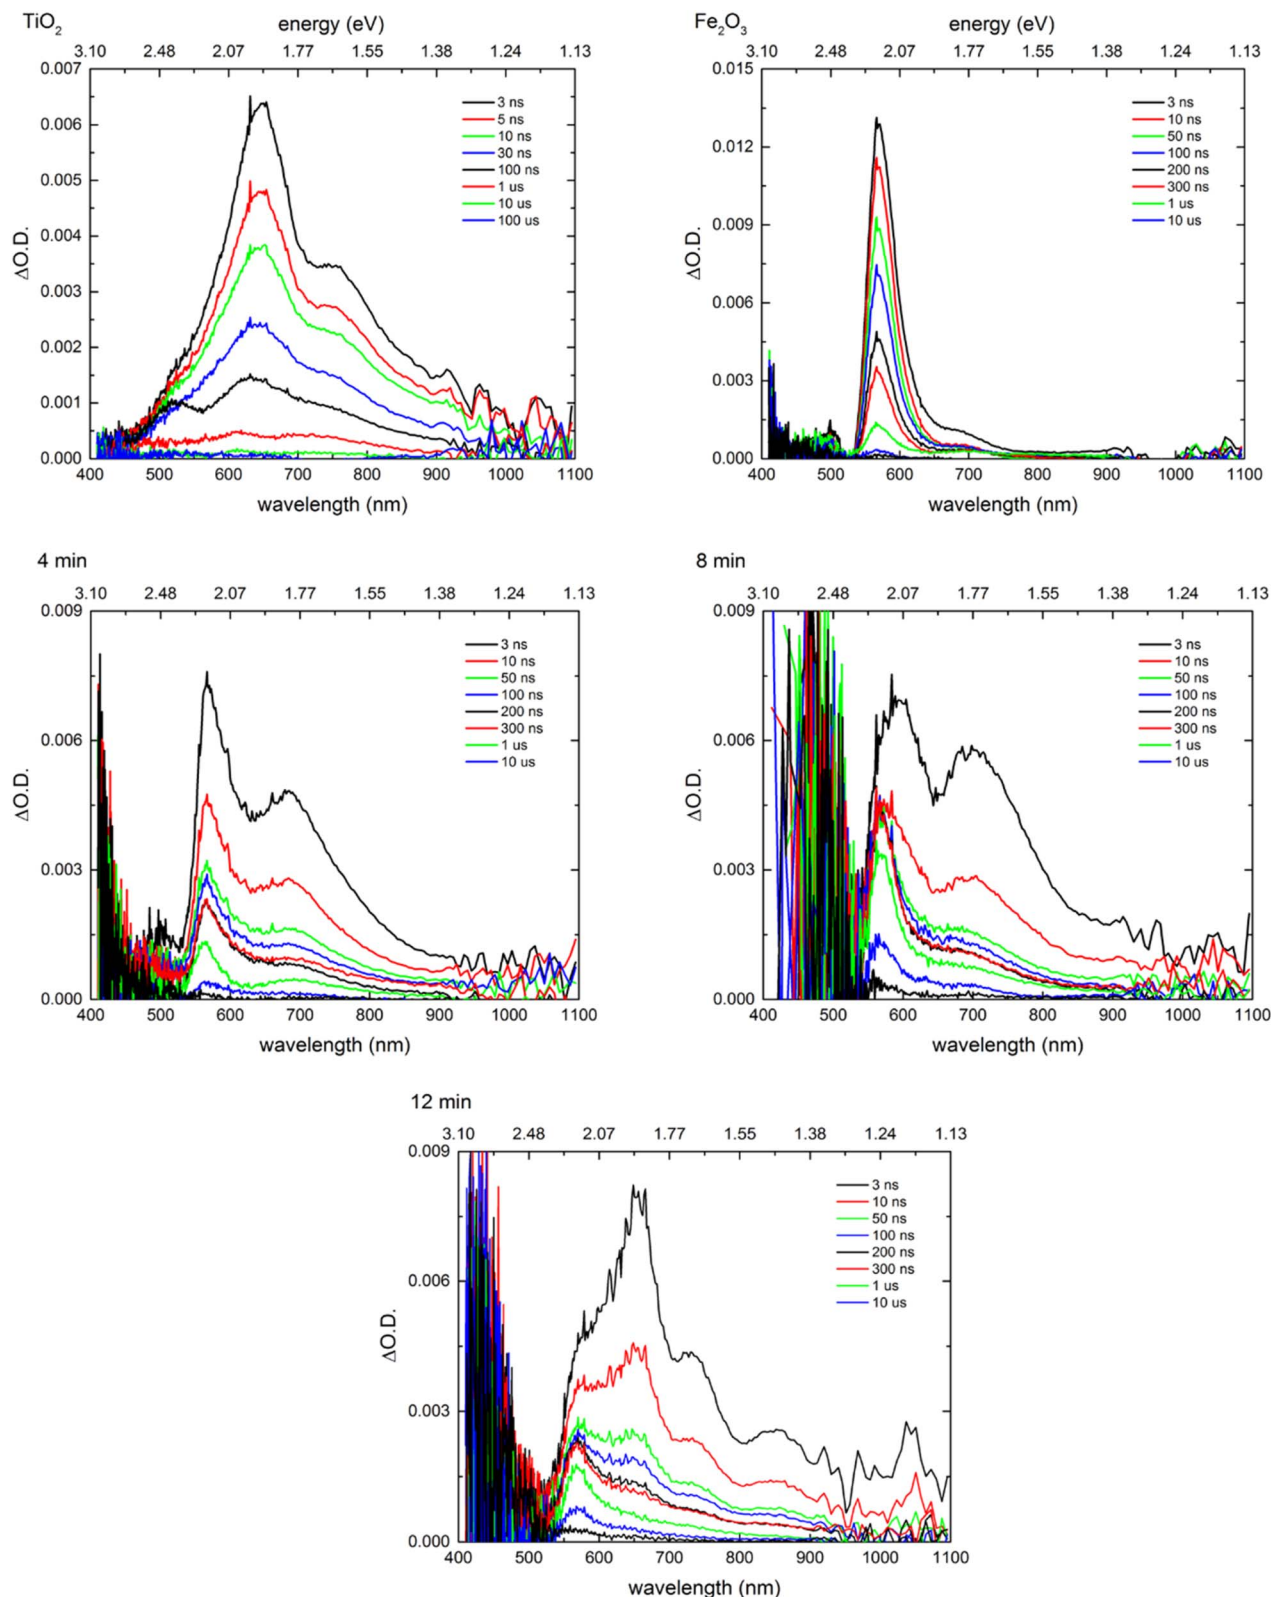 TiO2
energy (eV)
3.10 2.48 2.07 1.77 1.55 1.38 1.24 1.13
0.007
0.006
0.005
0.004
0.003
0.002
0.001
0.000
ΔO.D.
3 ns
5 ns
10 ns
30 ns
100 ns
1 us
10 us
100 us
400 500 600 700 800 900 1000 1100
wavelength (nm)
Fe2O3
energy (eV)
3.10 2.48 2.07 1.77 1.55 1.38 1.24 1.13
0.015
0.012
0.009
0.006
0.003
0.000
ΔO.D.
3 ns
10 ns
50 ns
100 ns
200 ns
300 ns
1 us
10 us
400 500 600 700 800 900 1000 1100
wavelength (nm)
4 min
3.10 2.48 2.07 1.77 1.55 1.38 1.24 1.13
0.009
0.006
0.003
0.000
ΔO.D.
3 ns
10 ns
50 ns
100 ns
200 ns
300 ns
1 us
10 us
400 500 600 700 800 900 1000 1100
wavelength (nm)
8 min
3.10 2.48 2.07 1.77 1.55 1.38 1.24 1.13
0.009
0.006
0.003
0.000
ΔO.D.
3 ns
10 ns
50 ns
100 ns
200 ns
300 ns
1 us
10 us
400 500 600 700 800 900 1000 1100
wavelength (nm)
12 min
3.10 2.48 2.07 1.77 1.55 1.38 1.24 1.13
0.009
0.006
0.003
0.000
ΔO.D.
3 ns
10 ns
50 ns
100 ns
200 ns
300 ns
1 us
10 us
400 500 600 700 800 900 1000 1100
wavelength (nm)